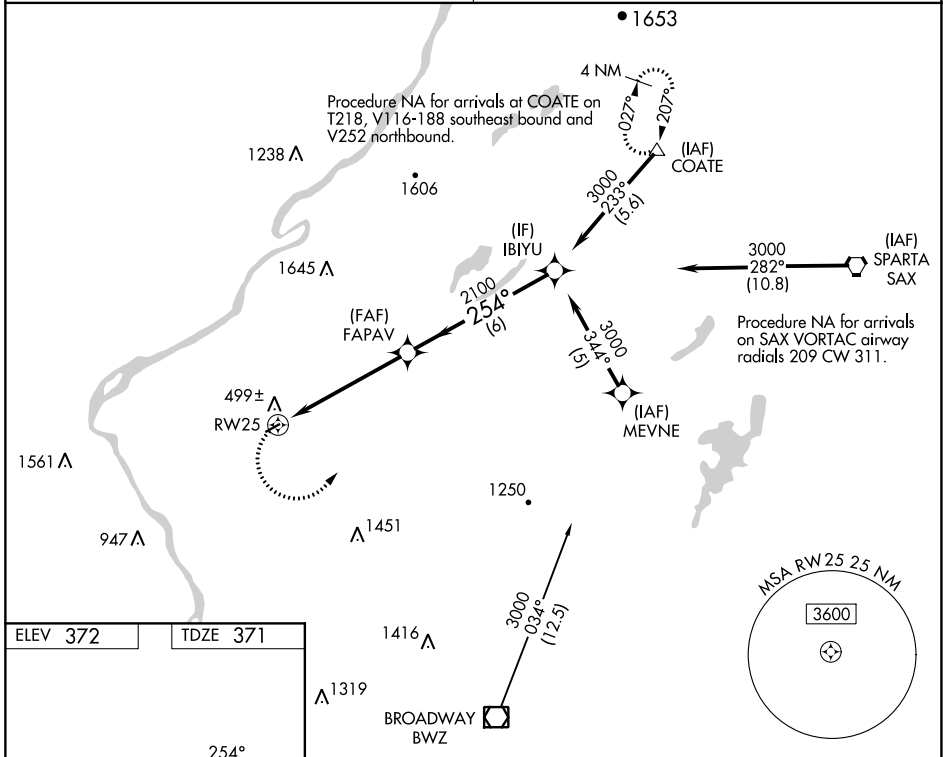 1653
4 NM
027°
207°
Procedure NA for arrivals at COATE on
T218, V116-188 southeast bound and
V252 northbound.
1238
1606
(IAF)
COATE
3000
233°
(5.6)
(IF)
IBIYU
1645
3000
282°
(10.8)
(IAF)
SPARTA
SAX
2100
254°
(6)
(FAF)
FAPAV
3000
344°
(5)
Procedure NA for arrivals
on SAX VORTAC airway
radials 209 CW 311.
499±
RW25
(IAF)
MEVNE
1561
1250
947
1451
3000
034°
(12.5)
MSA RW25 25 NM
3600
ELEV 372
TDZE 371
1416
1319
BROADWAY
BWZ
254°